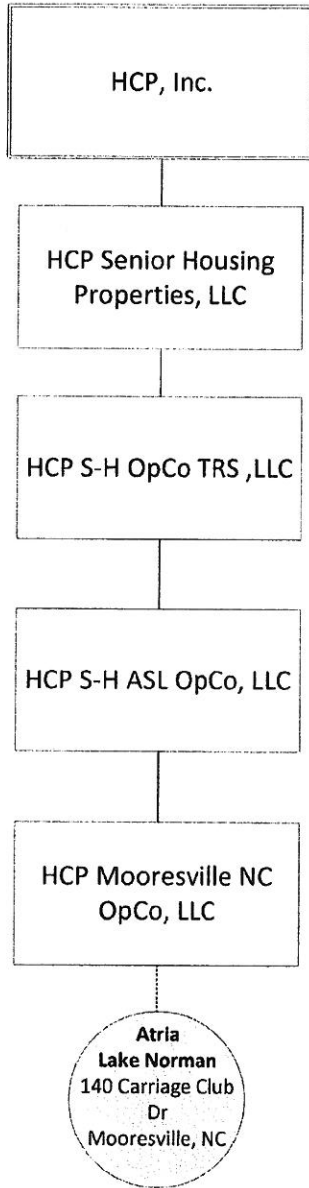 HCP, Inc.
HCP Senior Housing
Properties, LLC
HCP S-H OpCo TRS ,LLC
HCP S-H ASL OpCo, LLC
HCP Mooresville NC
OpCo, LLC
Atria
Lake Norman
140 Carriage Club
Dr
Mooresville, NC